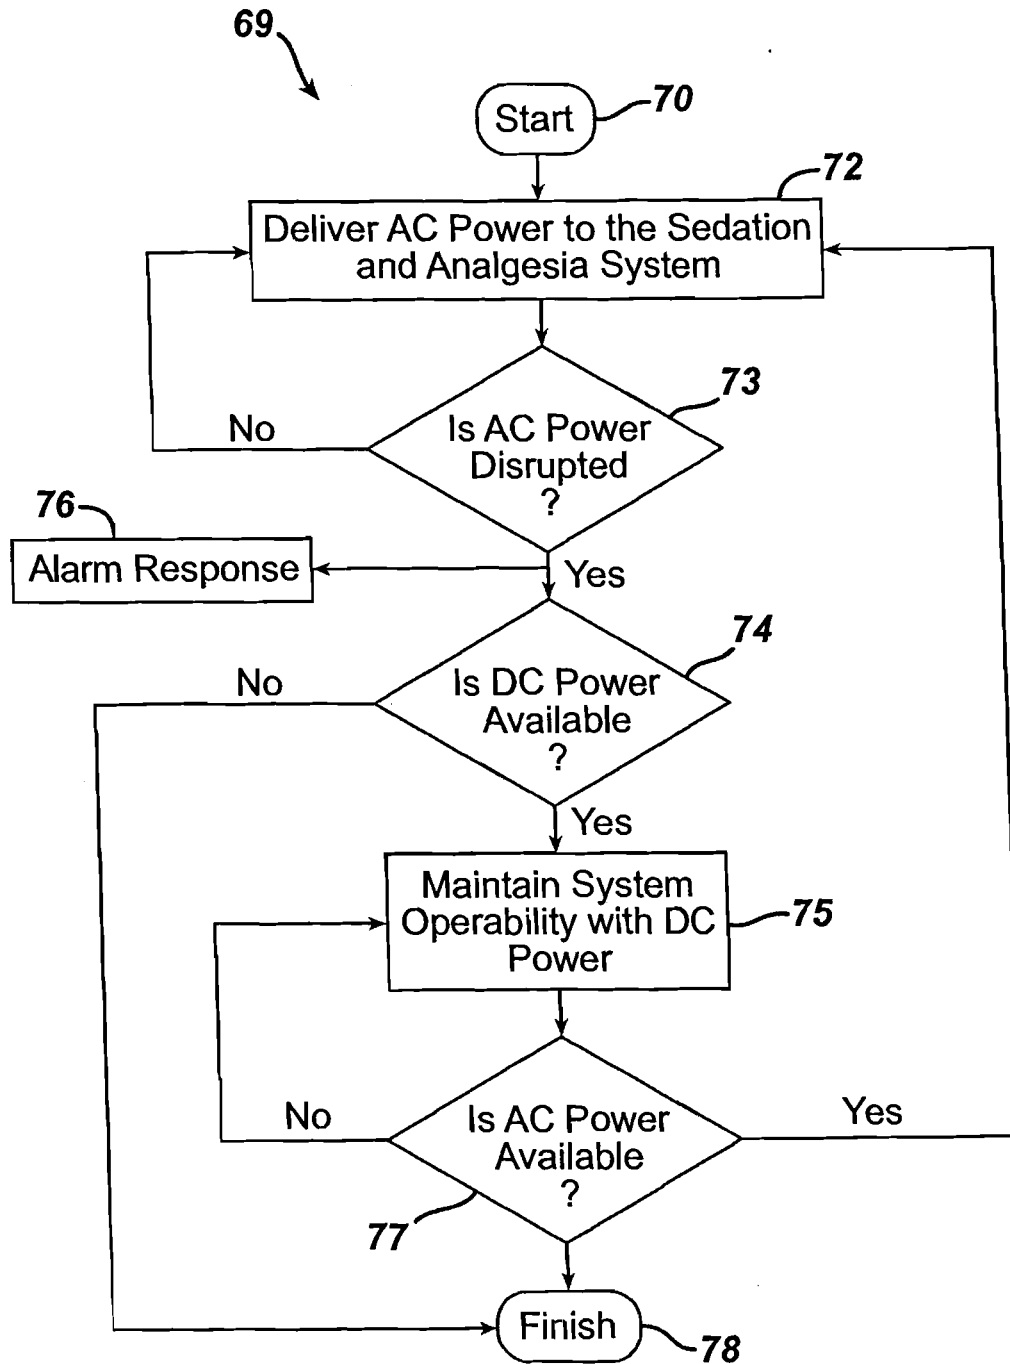 69
70
Start
72
Deliver AC Power to the Sedation
and Analgesia System
73
Is AC Power
Disrupted
?
No
76
Alarm Response
Yes
74
Is DC Power
Available
?
No
Yes
Maintain System
Operability with DC
Power
75
Is AC Power
Available
?
No
Yes
77
Finish
78